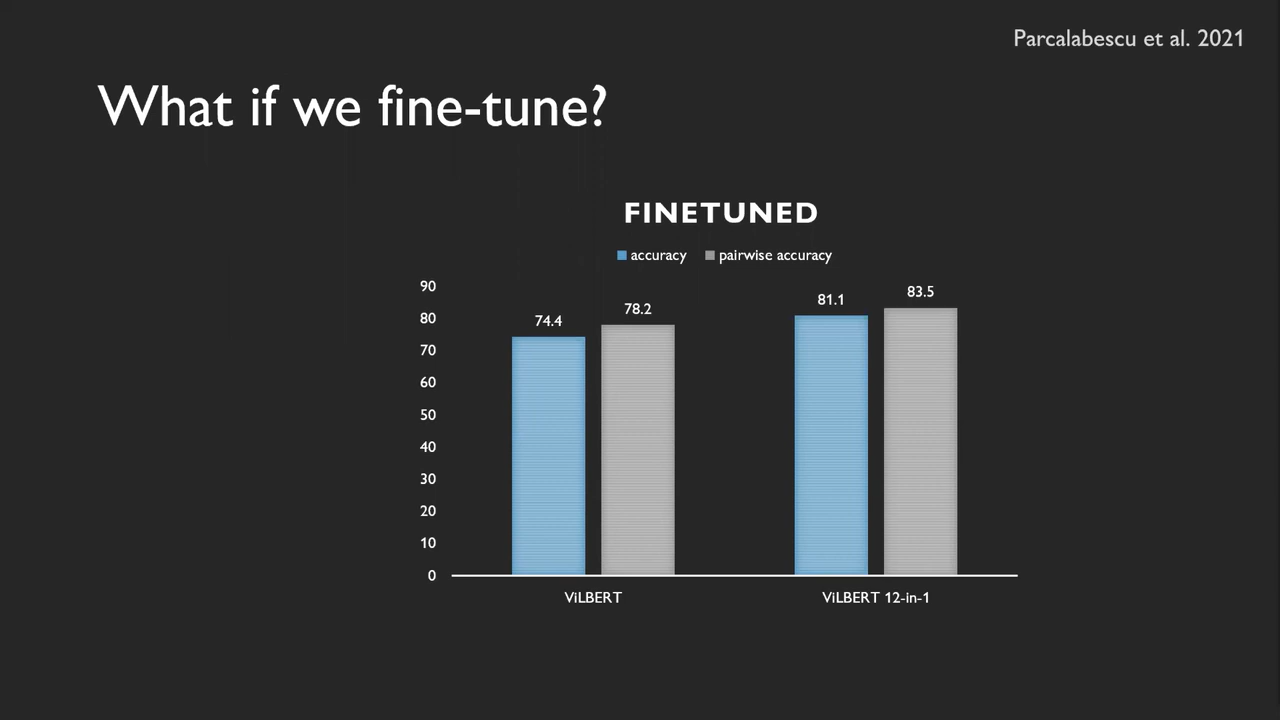 Parcalabescu et al. 2021
What if we fine-tune?
FINETUNED
accuracy pairwise accuracy
90
80
70
60
50
40
30
20
10
0
74.4 78.2 81.1 83.5
ViLBERT ViLBERT 12-in-1